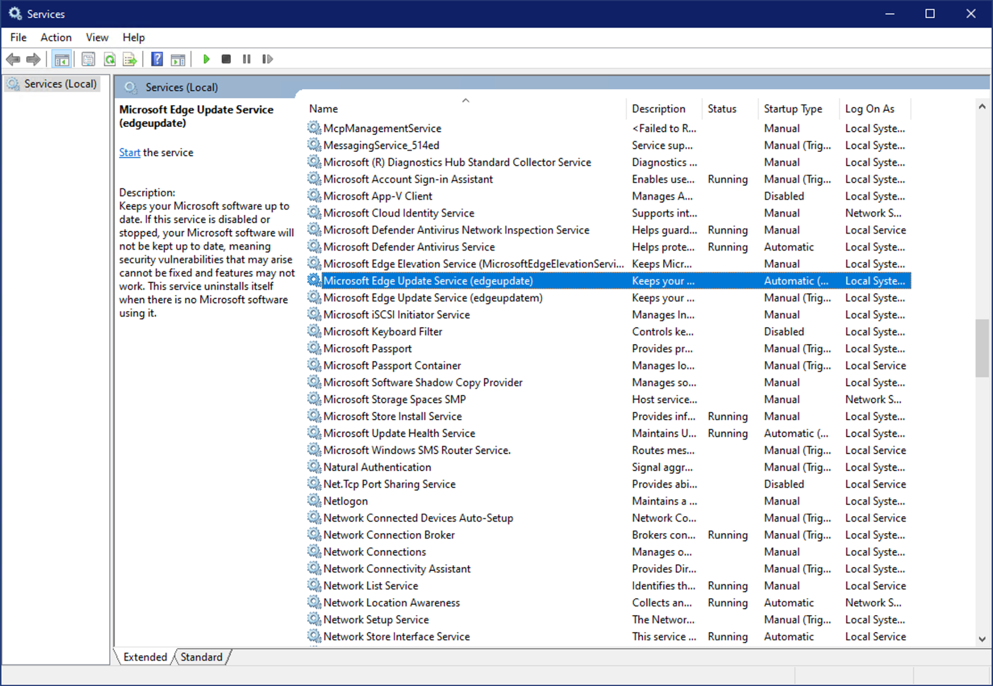 Services
File Action View Help
Services (Local)
Services (Local)
Microsoft Edge Update Service
(edgeupdate)
Start the service
Description:
Keeps your Microsoft software up to
date. If this service is disabled or
stopped, your Microsoft software will
not be kept up to date, meaning
security vulnerabilities that may arise
cannot be fixed and features may not
work. This service uninstalls itself
when there is no Microsoft software
using it.
Name Description Status Startup Type Log On As
McpManagementService <Failed to R... Manual Local Syste...
MessagingService_514ed Service sup... Manual (Trig... Local Syste...
Microsoft (R) Diagnostics Hub Standard Collector Service Diagnostics ... Manual Local Syste...
Microsoft Account Sign-in Assistant Enables use... Running Manual (Trig... Local Syste...
Microsoft App-V Client Manages A... Disabled Local Syste...
Microsoft Cloud Identity Service Supports int... Manual Network S...
Microsoft Defender Antivirus Network Inspection Service Helps guard... Running Manual Local Service
Microsoft Defender Antivirus Service Helps prote... Running Automatic Local Syste...
Microsoft Edge Elevation Service (MicrosoftEdgeElevationServi... Keeps Micr... Manual Local Syste...
Microsoft Edge Update Service (edgeupdate) Keeps your ... Automatic (... Local Syste...
Microsoft Edge Update Service (edgeupdatem) Keeps your ... Manual (Trig... Local Syste...
Microsoft iSCSI Initiator Service Manages In... Manual Local Syste...
Microsoft Keyboard Filter Controls ke... Disabled Local Syste...
Microsoft Passport Provides pr... Manual (Trig... Local Syste...
Microsoft Passport Container Manages lo... Manual (Trig... Local Service
Microsoft Software Shadow Copy Provider Manages so... Manual Local Syste...
Microsoft Storage Spaces SMP Host service... Manual Network S...
Microsoft Store Install Service Provides inf... Running Manual Local Syste...
Microsoft Update Health Service Maintains U... Running Automatic (... Local Syste...
Microsoft Windows SMS Router Service. Routes mes... Manual (Trig... Local Service
Natural Authentication Signal aggr... Manual (Trig... Local Syste...
Net.Tcp Port Sharing Service Provides abi... Disabled Local Service
Netlogon Maintains a ... Manual Local Syste...
Network Connected Devices Auto-Setup Network Co... Manual (Trig... Local Service
Network Connection Broker Brokers con... Running Manual (Trig... Local Syste...
Network Connections Manages o... Manual Local Syste...
Network Connectivity Assistant Provides Dir... Manual (Trig... Local Syste...
Network List Service Identifies th... Running Manual Local Service
Network Location Awareness Collects an... Running Automatic Network S...
Network Setup Service The Networ... Manual (Trig... Local Syste...
Network Store Interface Service This service ... Running Automatic Local Service
Extended Standard